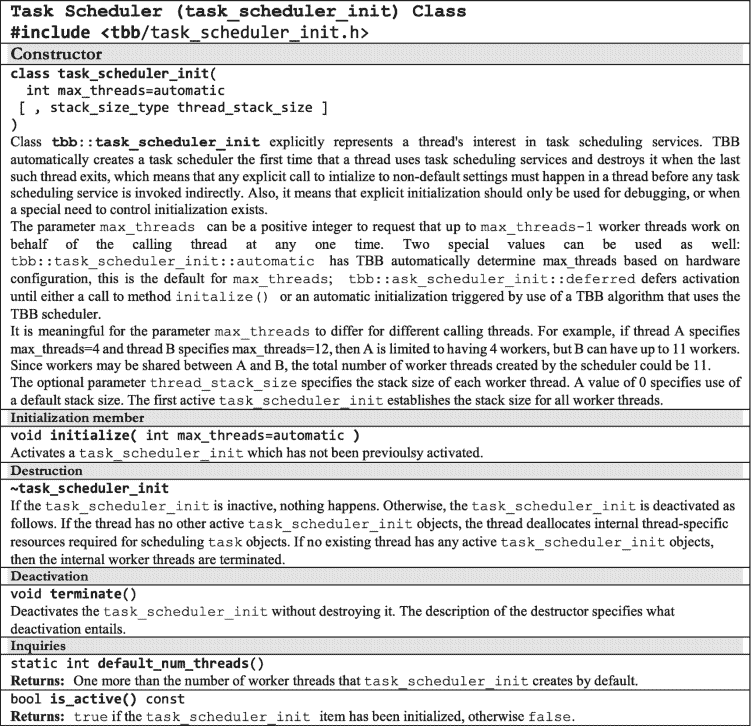 Task Scheduler (task_scheduler_init) Class
#include <tbb/task_scheduler_init.h>
Constructor
class task_scheduler_init(
int max_threads=automatic
[ , stack_size_type thread_stack_size ]
)
Class tbb::task_scheduler_init explicitly represents a thread's interest in task scheduling services. TBB
automatically creates a task scheduler the first time that a thread uses task scheduling services and destroys it when the last
such thread exits, which means that any explicit call to intialize to non-default settings must happen in a thread before any task
scheduling service is invoked indirectly. Also, it means that explicit initialization should only be used for debugging, or when
a special need to control initialization exists.
The parameter max_threads can be a positive integer to request that up to max_threads-1 worker threads work on
behalf of the calling thread at any one time. Two special values can be used as well:
tbb::task_scheduler_init::automatic has TBB automatically determine max_threads based on hardware
configuration, this is the default for max_threads; tbb::ask_scheduler_init::deferred defers activation
until either a call to method initalize() or an automatic initialization triggered by use of a TBB algorithm that uses the
TBB scheduler.
It is meaningful for the parameter max_threads to differ for different calling threads. For example, if thread A specifies
max_threads=4 and thread B specifies max_threads=12, then A is limited to having 4 workers, but B can have up to 11 workers.
Since workers may be shared between A and B, the total number of worker threads created by the scheduler could be 11.
The optional parameter thread_stack_size specifies the stack size of each worker thread. A value of 0 specifies use of
a default stack size. The first active task_scheduler_init establishes the stack size for all worker threads.
Initialization member
void initialize( int max_threads=automatic )
Activates a task_scheduler_init which has not been previoulsy activated.
Destruction
~task_scheduler_init
If the task_scheduler_init is inactive, nothing happens. Otherwise, the task_scheduler_init is deactivated as
follows. If the thread has no other active task_scheduler_init objects, the thread deallocates internal thread-specific
resources required for scheduling task objects. If no existing thread has any active task_scheduler_init objects,
then the internal worker threads are terminated.
Deactivation
void terminate()
Deactivates the task_scheduler_init without destroying it. The description of the destructor specifies what
deactivation entails.
Inquiries
static int default_num_threads()
Returns: One more than the number of worker threads that task_scheduler_init creates by default.
bool is_active() const
Returns: true if the task_scheduler_init item has been initialized, otherwise false.